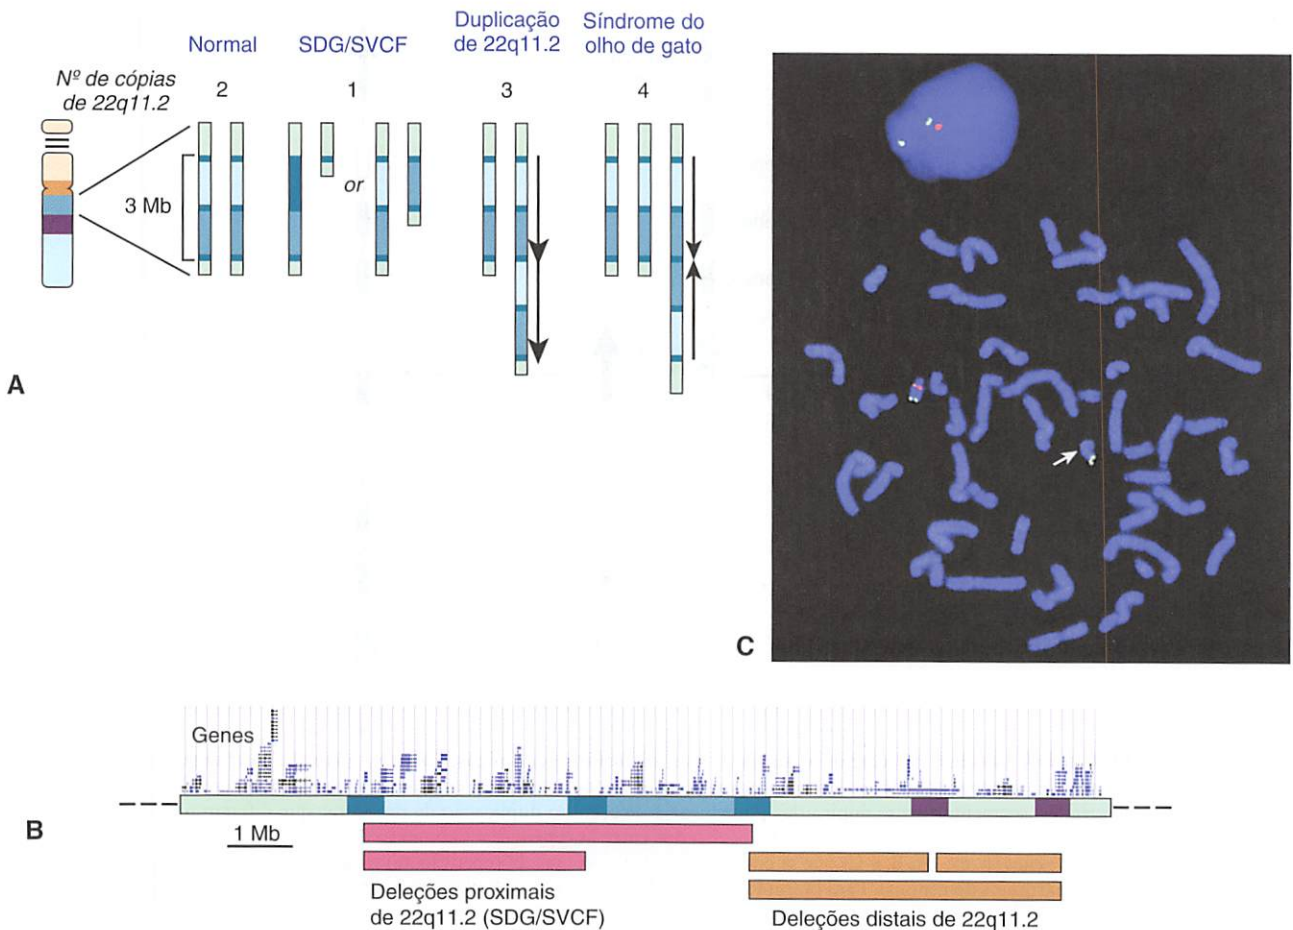 Nº de cópias
de 22q11.2
Normal
2
SDG/SVCF
1
Duplicação
de 22q11.2
3
Síndrome do
olho de gato
4
3 Mb
or
A
C
Genes
1 Mb
B
Deleções proximais
de 22q11.2 (SDG/SVCF)
Deleções distais de 22q11.2